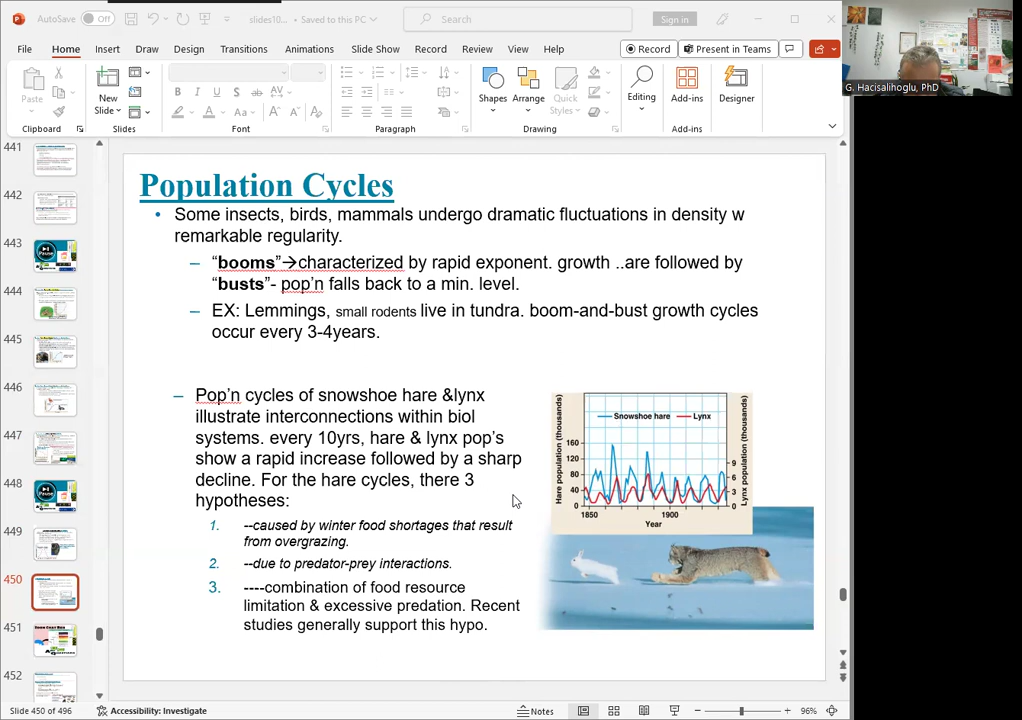 AutoSave Off slides10... • Saved to this PC Search Sign in
File Home Insert Draw Design Transitions Animations Slide Show Record Review View Help Record Present in Teams
Paste New Slide Shapes Arrange Quick Styles Editing Add-ins Designer
B I U S ab AV
A Aa A A A
Clipboard Slides Font Paragraph Drawing Add-ins Designer
G. Hacisalihoglu, PhD
441
442
443
444
445
446
447
448
449
450
451
452
Population Cycles
• Some insects, birds, mammals undergo dramatic fluctuations in density w
remarkable regularity.
– “booms”→characterized by rapid exponent. growth ..are followed by
“busts”- pop’n falls back to a min. level.
– EX: Lemmings, small rodents live in tundra. boom-and-bust growth cycles
occur every 3-4years.
– Pop’n cycles of snowshoe hare &lynx
illustrate interconnections within biol
systems. every 10yrs, hare & lynx pop’s
show a rapid increase followed by a sharp
decline. For the hare cycles, there 3
hypotheses:
1. --caused by winter food shortages that result
from overgrazing.
2. --due to predator-prey interactions.
3. ----combination of food resource
limitation & excessive predation. Recent
studies generally support this hypo.
Snowshoe hare Lynx
Hare population (thousands)
160
120
80
40
0
Lynx population (thousands)
9
6
3
0
1850 1900
Year
Slide 450 of 496 Accessibility: Investigate Notes 96%